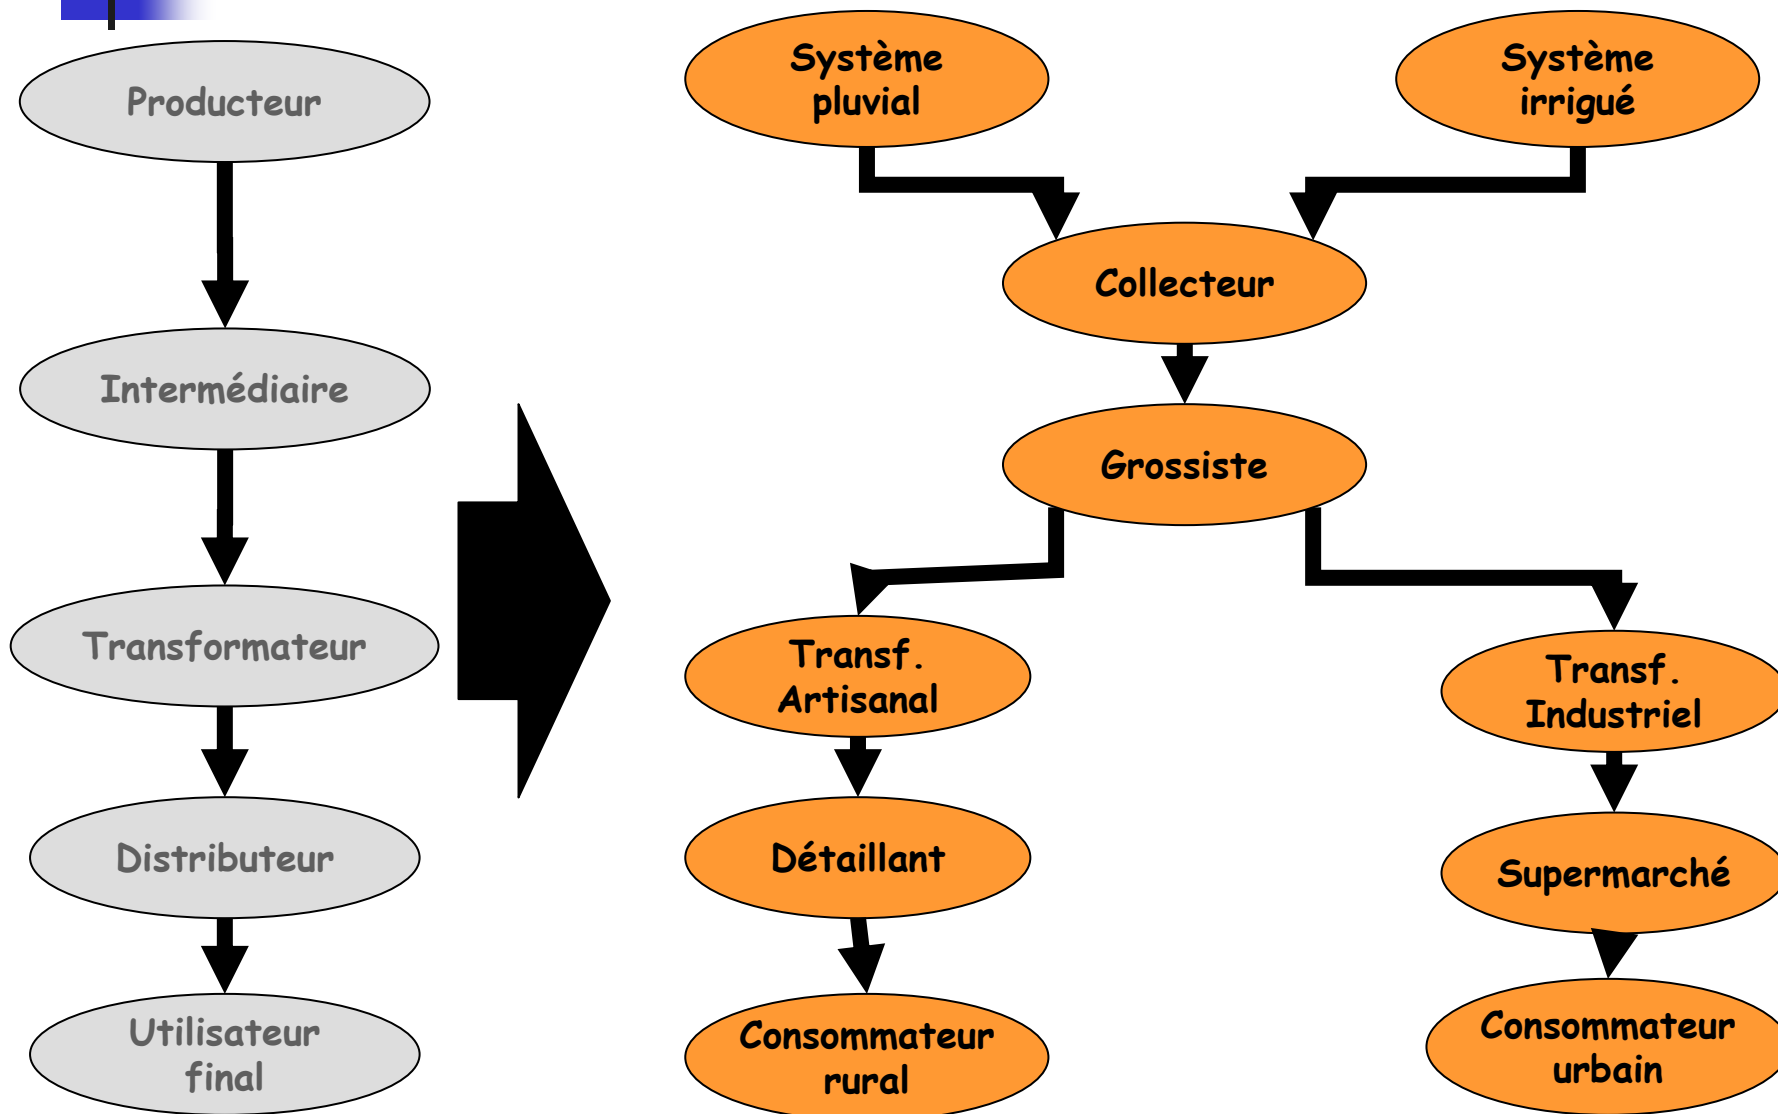 Producteur
Intermédiaire
Transformateur
Distributeur
Utilisateur
final
Système
pluvial
Système
irrigué
Collecteur
Grossiste
Transf.
Artisanal
Transf.
Industriel
Détaillant
Supermarché
Consommateur
rural
Consommateur
urbain